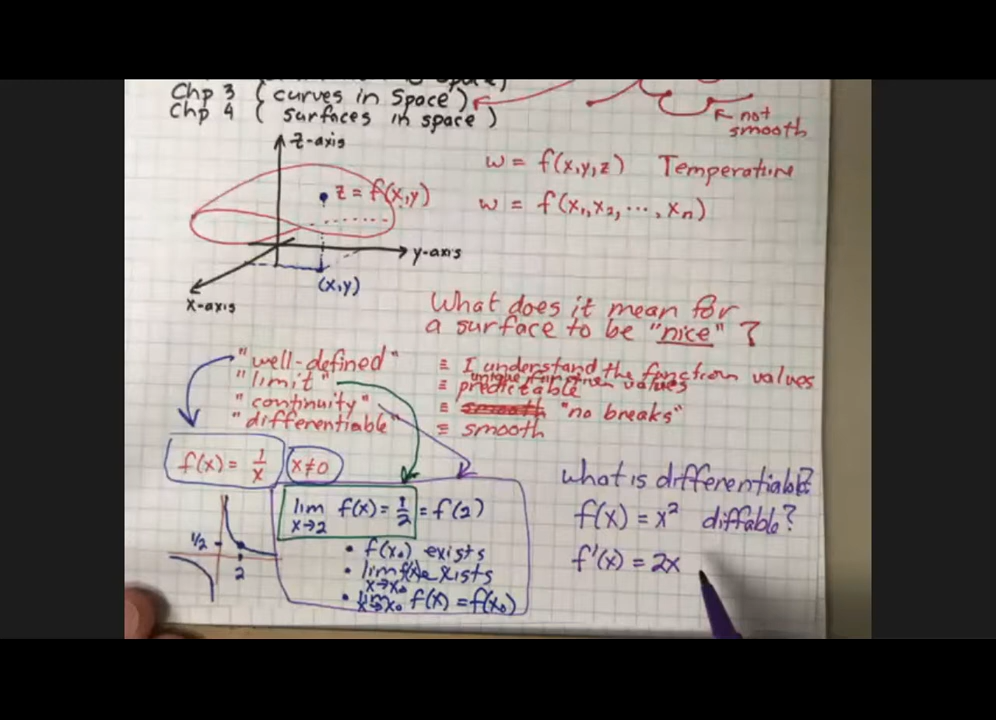 Chp 3 ( curves in Space )
Chp 4 ( surfaces in space )
not
smooth
z-axis
w = f(x,y,z) Temperature
z = f(x,y)
w = f(x₁,x₂,⋯,xₙ)
y-axis
(x,y)
x-axis
What does it mean for
a surface to be "nice" ?
"well-defined" ≡ I understand the function values
"limit" ≡ predictable
"continuity" ≡ smooth "no breaks"
"differentiable" ≡ smooth
f(x) = 1/x x≠0
lim f(x) = 1/2 = f(2)
x→2
1/2
2
• f(x₀) exists
• lim f(x) exists
x→x₀
• lim f(x) = f(x₀)
x→x₀
what is differentiable?
f(x) = x² diffable?
f'(x) = 2x